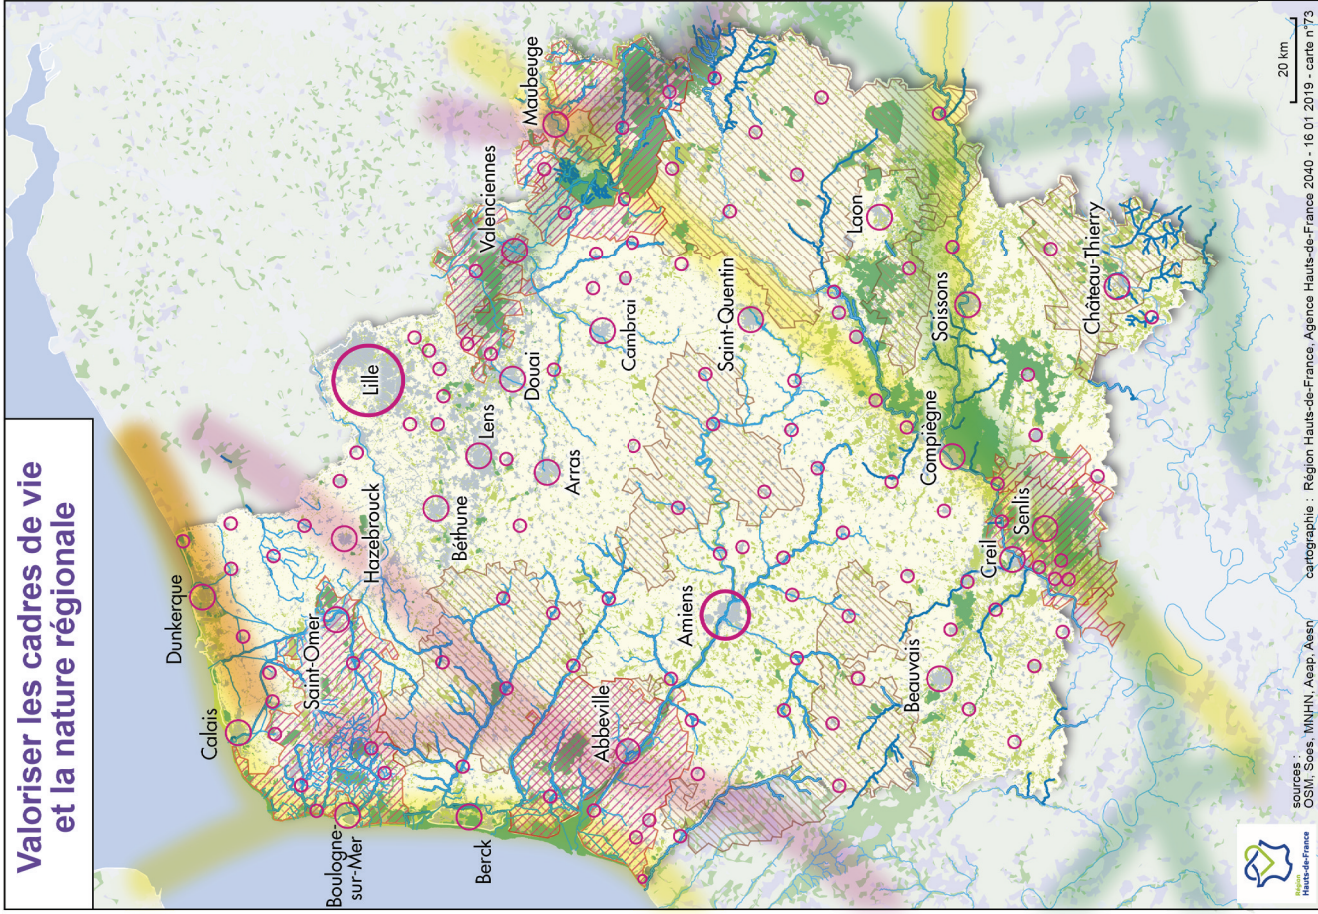 Valoriser les cadres de vie
et la nature régionale
Dunkerque
Calais
Saint-Omer
Hazebrouck
Boulogne-
sur-Mer
Berck
Béthune
Lille
Lens
Douai
Arras
Valenciennes
Maubeuge
Cambrai
Abbeville
Amiens
Saint-Quentin
Laon
Beauvais
Compiègne
Soissons
Creil
Senlis
Château-Thierry
20 km
Région
Hauts-de-France
sources :
OSM, Soes, MNHN, Aeap, Aesn
cartographie : Région Hauts-de-France, Agence Hauts-de-France 2040 - 16 01 2019 - carte n°73